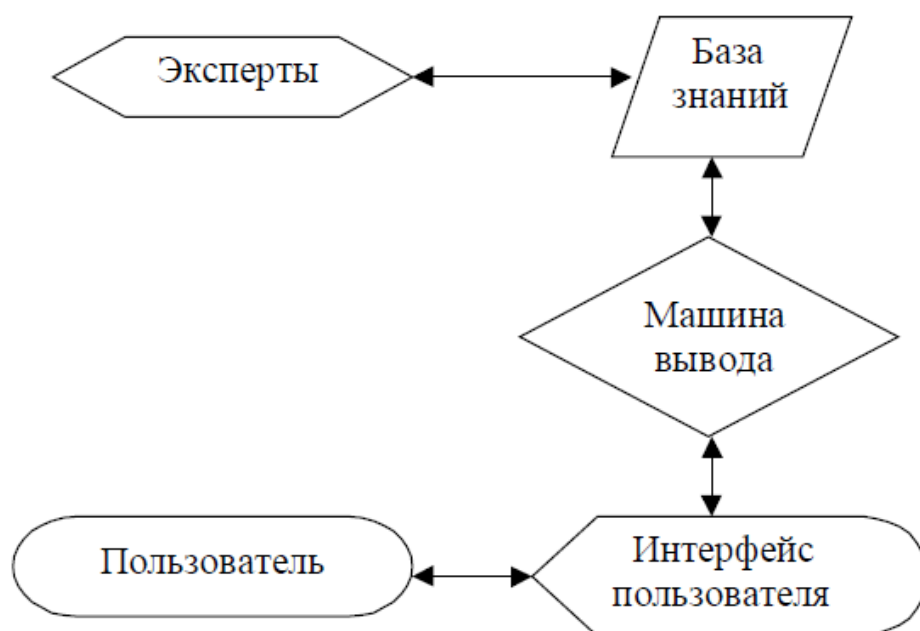 Эксперты
База
знаний
Машина
вывода
Пользователь
Интерфейс
пользователя